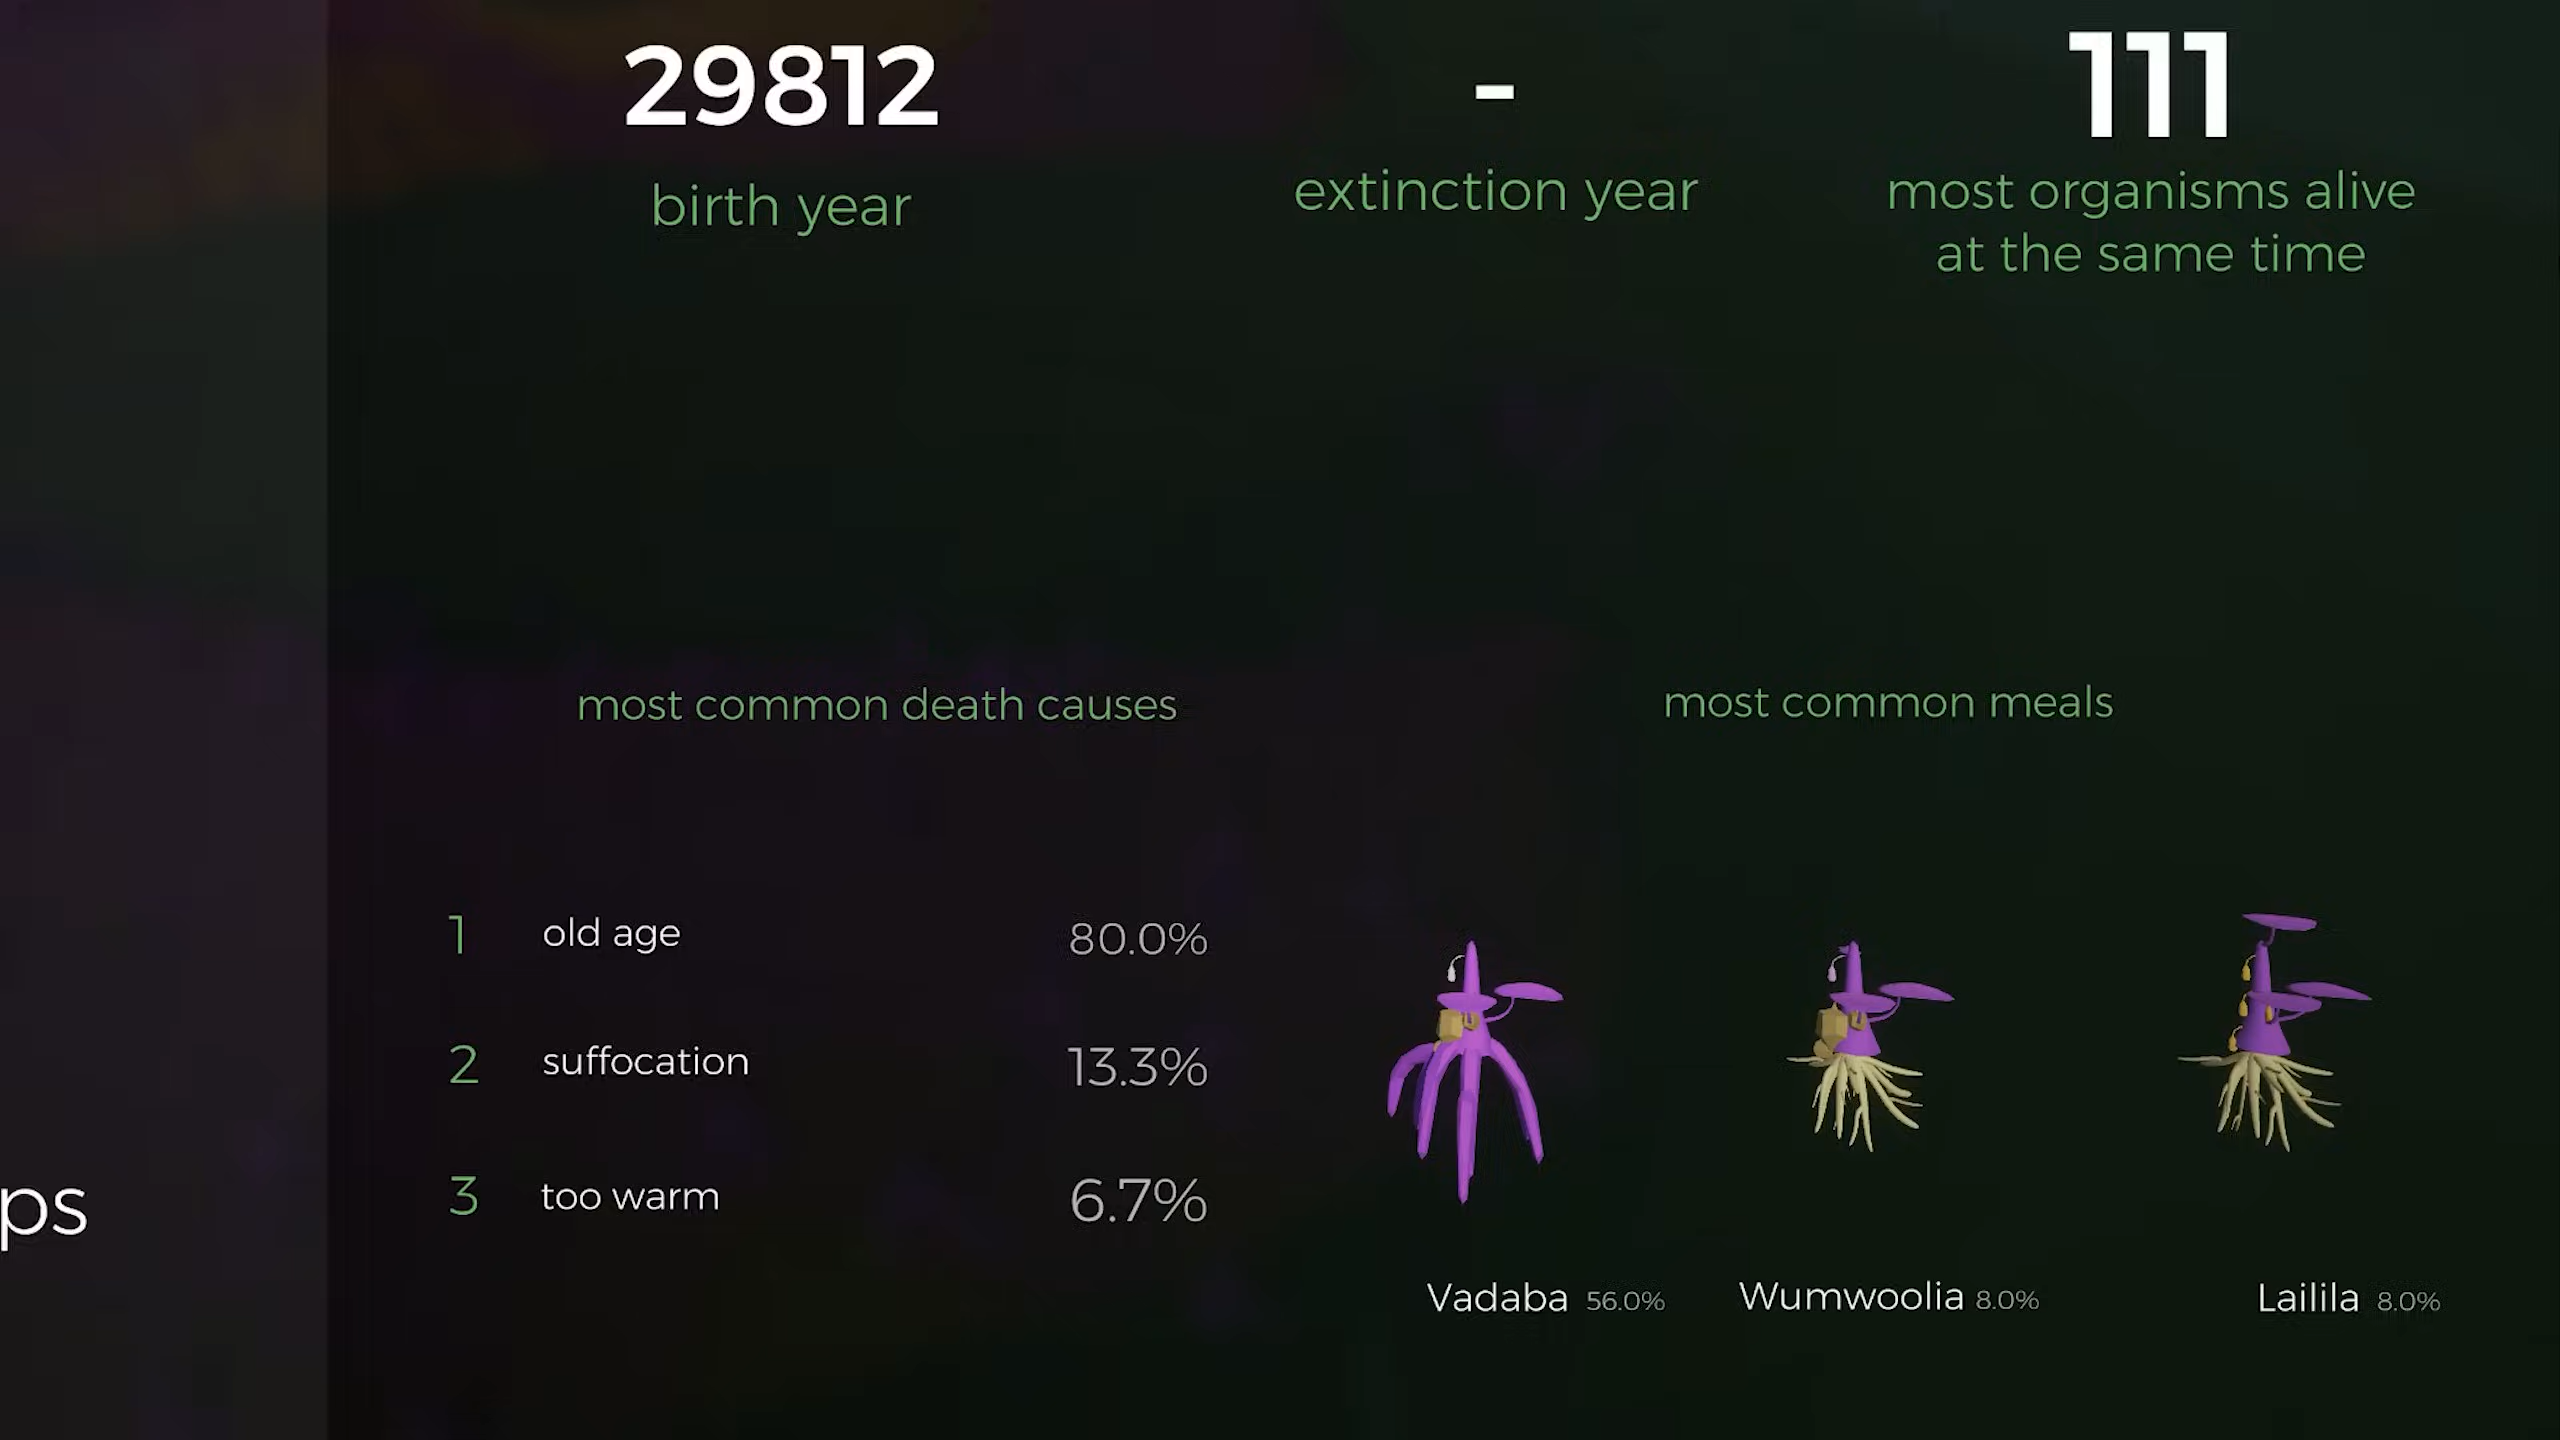 29812
birth year
-
extinction year
111
most organisms alive
at the same time
most common death causes
1 old age 80.0%
2 suffocation 13.3%
3 too warm 6.7%
most common meals
Vadaba 56.0%
Wumwoolia 8.0%
Lailila 8.0%
ps